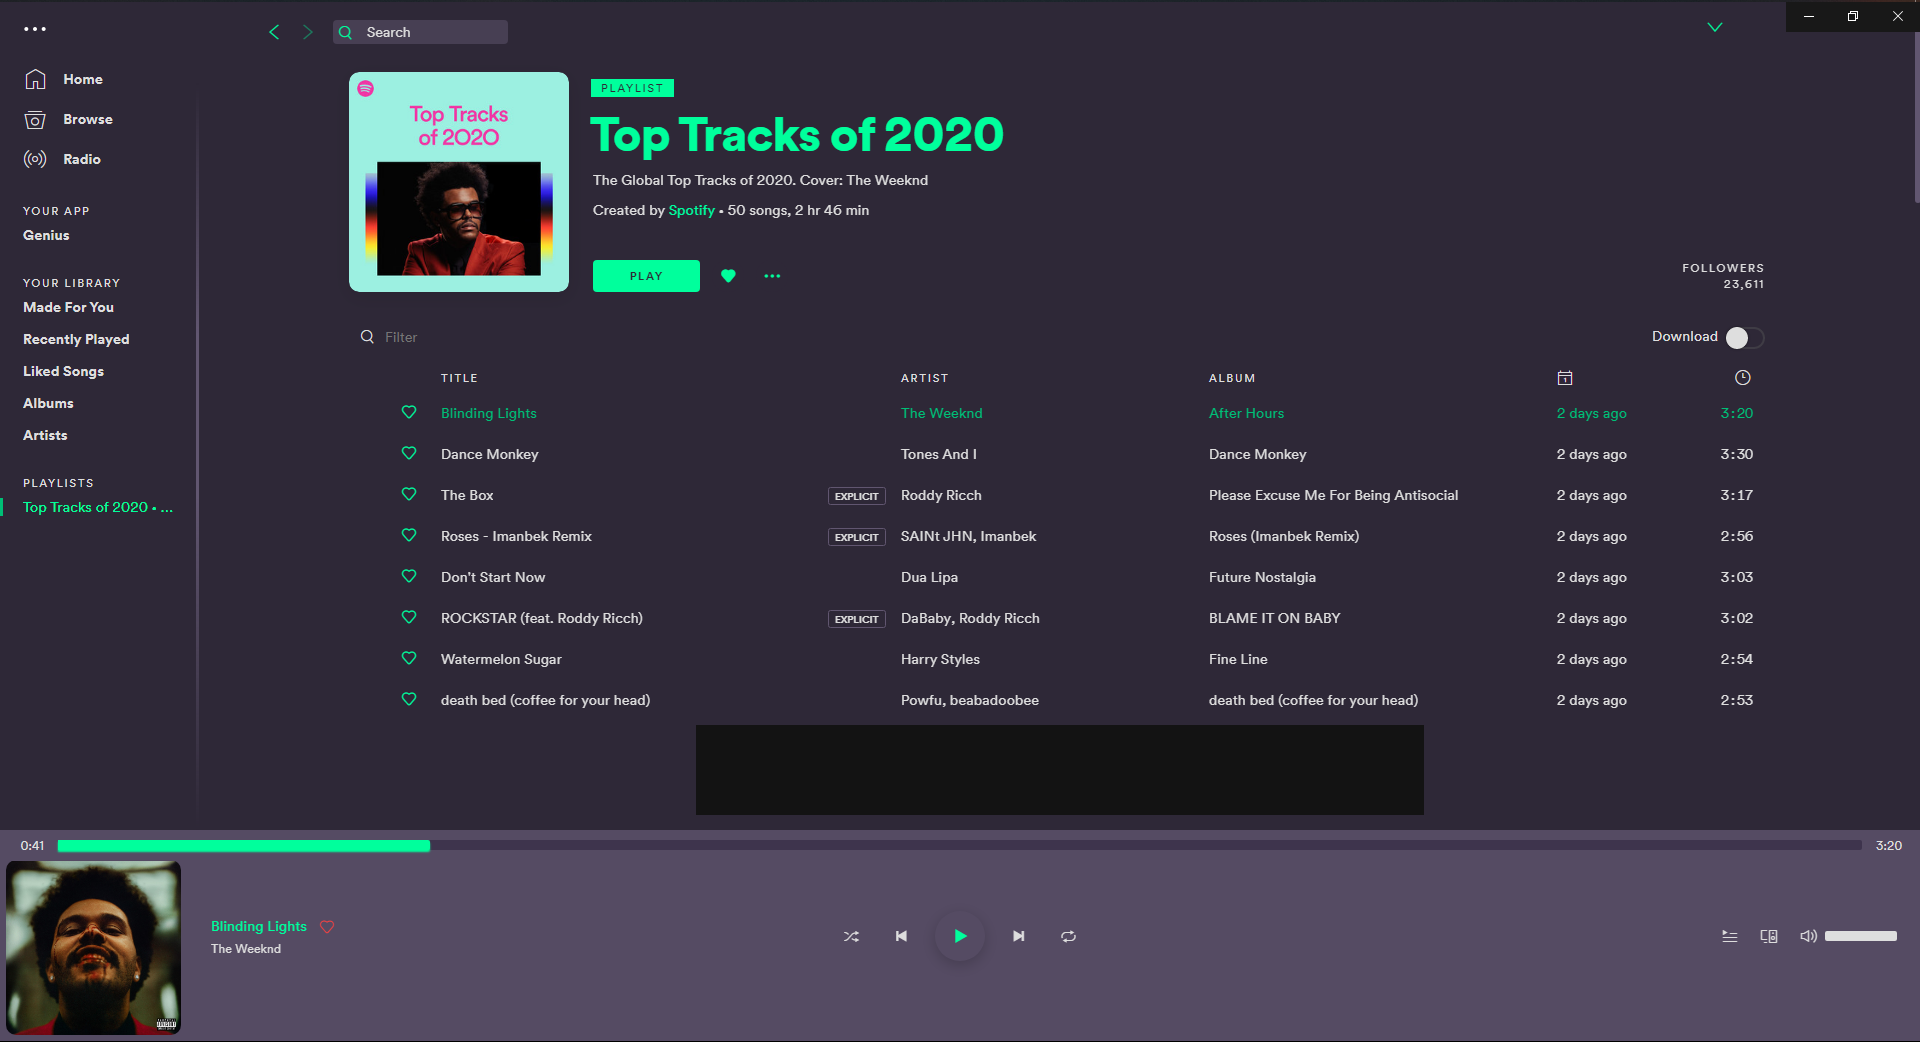 Search
Home
Browse
Radio
YOUR APP
Genius
YOUR LIBRARY
Made For You
Recently Played
Liked Songs
Albums
Artists
PLAYLISTS
Top Tracks of 2020 • ...
Top Tracks
of 2020
PLAYLIST
Top Tracks of 2020
The Global Top Tracks of 2020. Cover: The Weeknd
Created by Spotify • 50 songs, 2 hr 46 min
PLAY
FOLLOWERS
23,611
Filter
Download
TITLE ARTIST ALBUM
Blinding Lights The Weeknd After Hours 2 days ago 3:20
Dance Monkey Tones And I Dance Monkey 2 days ago 3:30
The Box EXPLICIT Roddy Ricch Please Excuse Me For Being Antisocial 2 days ago 3:17
Roses - Imanbek Remix EXPLICIT SAINt JHN, Imanbek Roses (Imanbek Remix) 2 days ago 2:56
Don't Start Now Dua Lipa Future Nostalgia 2 days ago 3:03
ROCKSTAR (feat. Roddy Ricch) EXPLICIT DaBaby, Roddy Ricch BLAME IT ON BABY 2 days ago 3:02
Watermelon Sugar Harry Styles Fine Line 2 days ago 2:54
death bed (coffee for your head) Powfu, beabadoobee death bed (coffee for your head) 2 days ago 2:53
0:41 3:20
Blinding Lights
The Weeknd